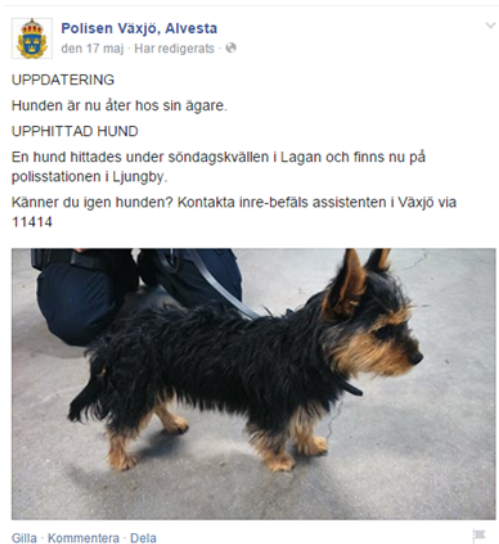 Polisen Växjö, Alvesta
den 17 maj · Har redigerats ·
UPPDATERING
Hunden är nu åter hos sin ägare.
UPPHITTAD HUND
En hund hittades under söndagskvällen i Lagan och finns nu på
polisstationen i Ljungby.
Känner du igen hunden? Kontakta inre-befäls assistenten i Växjö via
11414
Gilla · Kommentera · Dela